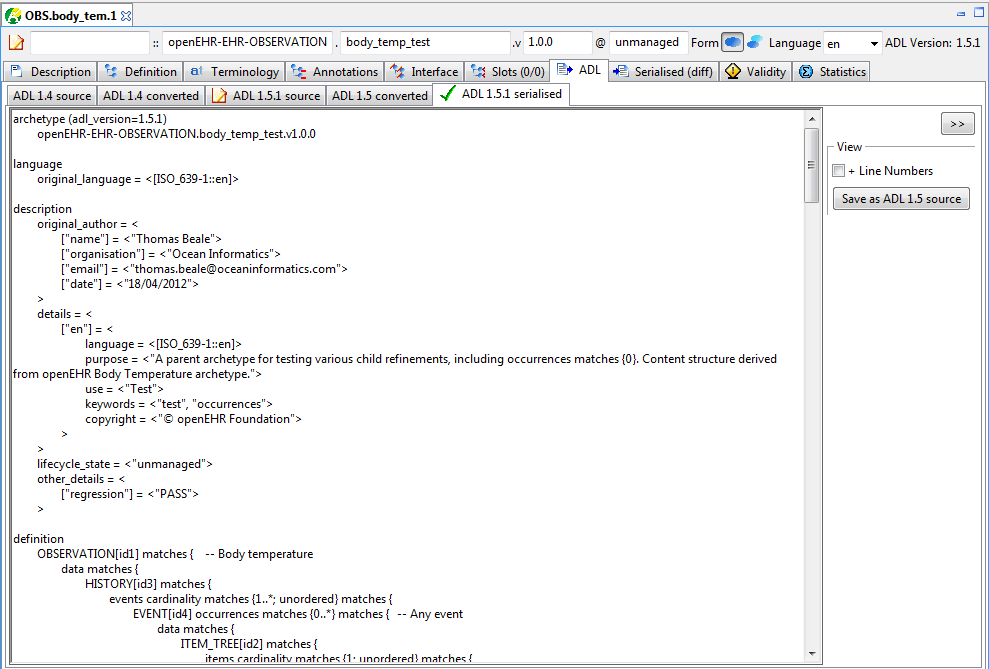 OBS.body_tem.1
:: openEHR-EHR-OBSERVATION . body_temp_test .v 1.0.0 @ unmanaged Form Language en ADL Version: 1.5.1
Description Definition Terminology Annotations Interface Slots (0/0) ADL Serialised (diff) Validity Statistics
ADL 1.4 source ADL 1.4 converted ADL 1.5.1 source ADL 1.5 converted ADL 1.5.1 serialised
archetype (adl_version=1.5.1)
openEHR-EHR-OBSERVATION.body_temp_test.v1.0.0
language
original_language = <[ISO_639-1::en]>
description
original_author = <
["name"] = <"Thomas Beale">
["organisation"] = <"Ocean Informatics">
["email"] = <"thomas.beale@oceaninformatics.com">
["date"] = <"18/04/2012">
>
details = <
["en"] = <
language = <[ISO_639-1::en]>
purpose = <"A parent archetype for testing various child refinements, including occurrences matches {0}. Content structure derived
from openEHR Body Temperature archetype.">
use = <"Test">
keywords = <"test", "occurrences">
copyright = <"© openEHR Foundation">
>
>
lifecycle_state = <"unmanaged">
other_details = <
["regression"] = <"PASS">
>
definition
OBSERVATION[id1] matches { -- Body temperature
data matches {
HISTORY[id3] matches {
events cardinality matches {1..*; unordered} matches {
EVENT[id4] occurrences matches {0..*} matches { -- Any event
data matches {
ITEM_TREE[id2] matches {
items cardinality matches {1; unordered} matches {
>>
View
+ Line Numbers
Save as ADL 1.5 source